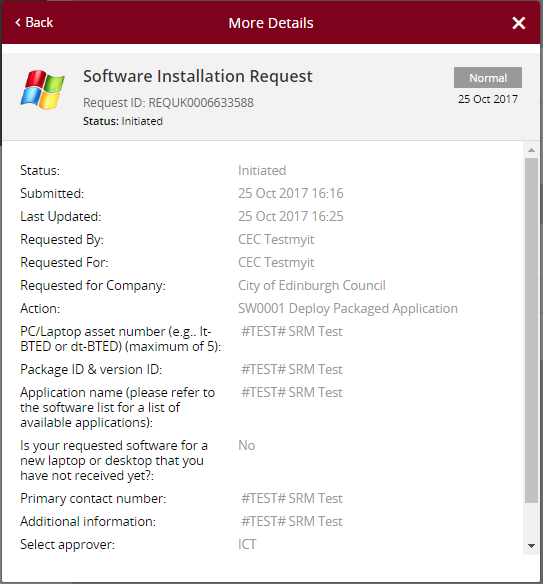 Back
More Details
Software Installation Request
Normal
Request ID: REQUK0006633588
25 Oct 2017
Status: Initiated
Status: Initiated
Submitted: 25 Oct 2017 16:16
Last Updated: 25 Oct 2017 16:25
Requested By: CEC Testmyit
Requested For: CEC Testmyit
Requested for Company: City of Edinburgh Council
Action: SW0001 Deploy Packaged Application
PC/Laptop asset number (e.g.. lt- #TEST# SRM Test
BTED or dt-BTED) (maximum of 5):
Package ID & version ID: #TEST# SRM Test
Application name (please refer to #TEST# SRM Test
the software list for a list of
available applications):
Is your requested software for a No
new laptop or desktop that you
have not received yet?:
Primary contact number: #TEST# SRM Test
Additional information: #TEST# SRM Test
Select approver: ICT